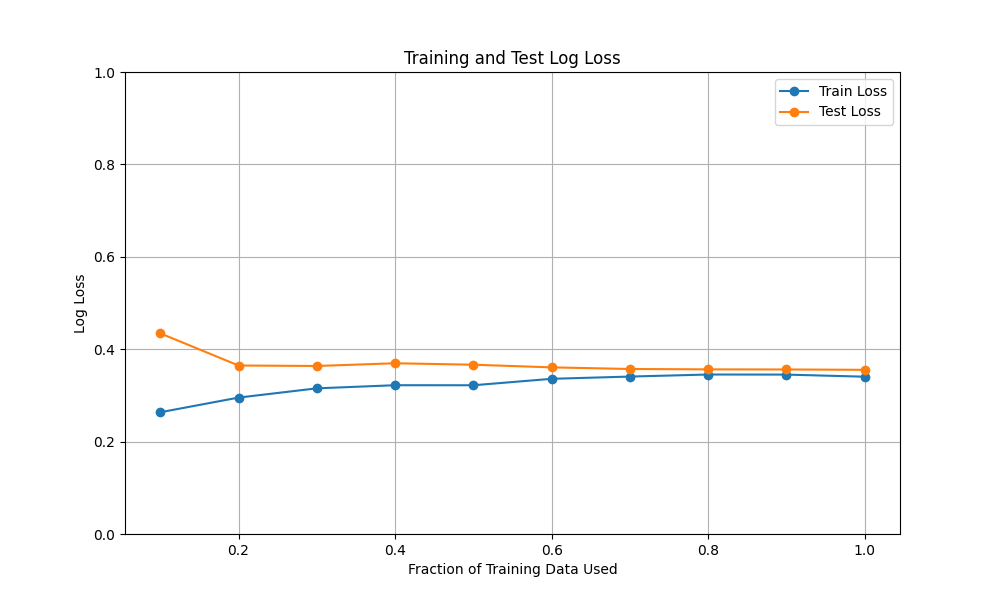 Training and Test Log Loss
Train Loss
Test Loss
1.0
0.8
0.6
0.4
0.2
0.0
Log Loss
0.2 0.4 0.6 0.8 1.0
Fraction of Training Data Used